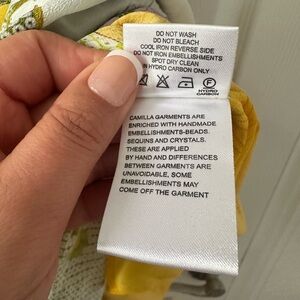 DO NOT WASH
DO NOT BLEACH
COOL IRON REVERSE SIDE
DO NOT IRON EMBELLISHMENTS
SPOT DRY CLEAN
IN HYDRO CARBON ONLY
F
HYDRO
CARBON
CAMILLA GARMENTS ARE
ENRICHED WITH HANDMADE
EMBELLISHMENTS-BEADS.
SEQUINS AND CRYSTALS.
THESE ARE APPLIED
BY HAND AND DIFFERENCES
BETWEEN GARMENTS ARE
UNAVOIDABLE, SOME
EMBELLISHMENTS MAY
COME OFF THE GARMENT